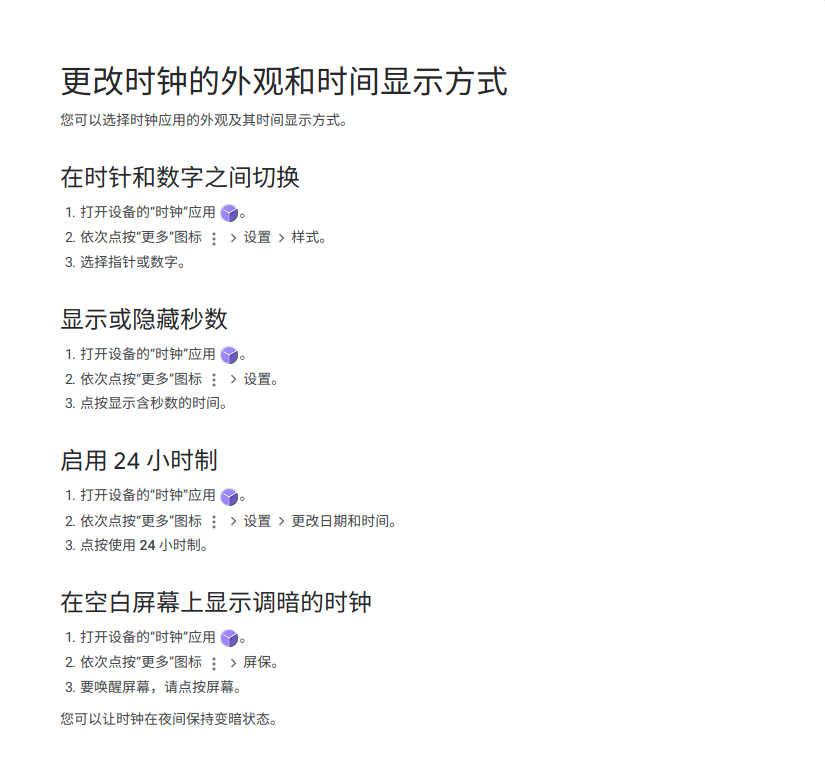 更改时钟的外观和时间显示方式
您可以选择时钟应用的外观及其时间显示方式。
在时针和数字之间切换
1. 打开设备的“时钟”应用 。
2. 依次点按“更多”图标 > 设置 > 样式。
3. 选择指针或数字。
显示或隐藏秒数
1. 打开设备的“时钟”应用 。
2. 依次点按“更多”图标 > 设置。
3. 点按显示含秒数的时间。
启用 24 小时制
1. 打开设备的“时钟”应用 。
2. 依次点按“更多”图标 > 设置 > 更改日期和时间。
3. 点按使用 24 小时制。
在空白屏幕上显示调暗的时钟
1. 打开设备的“时钟”应用 。
2. 依次点按“更多”图标 > 屏保。
3. 要唤醒屏幕，请点按屏幕。
您可以让时钟在夜间保持变暗状态。